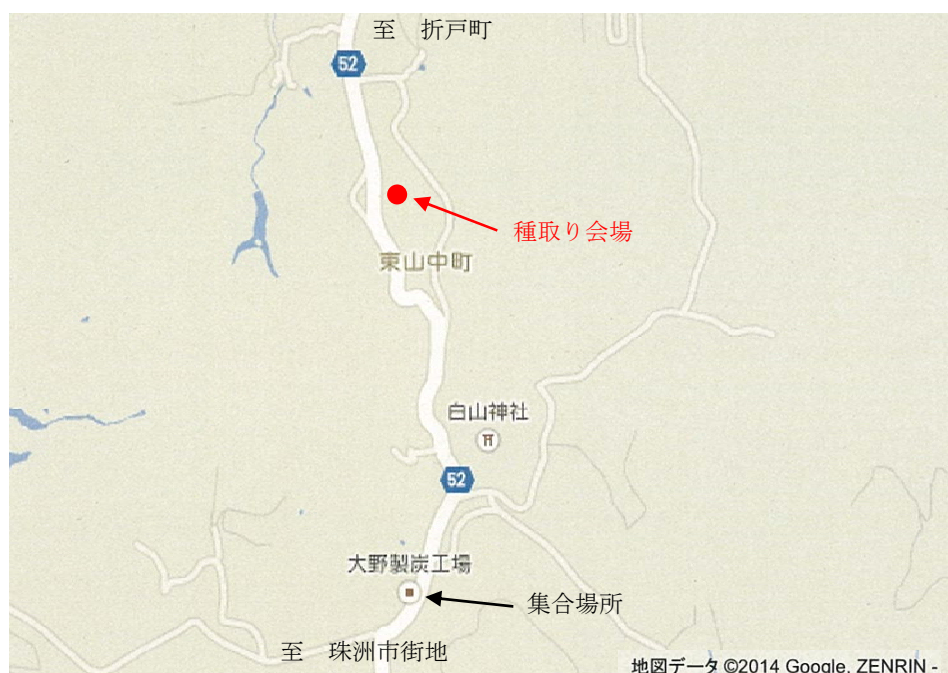 至　折戸町
52
種取り会場
東山中町
白山神社
52
大野製炭工場
集合場所
至　珠洲市街地
地図データ ©2014 Google, ZENRIN -